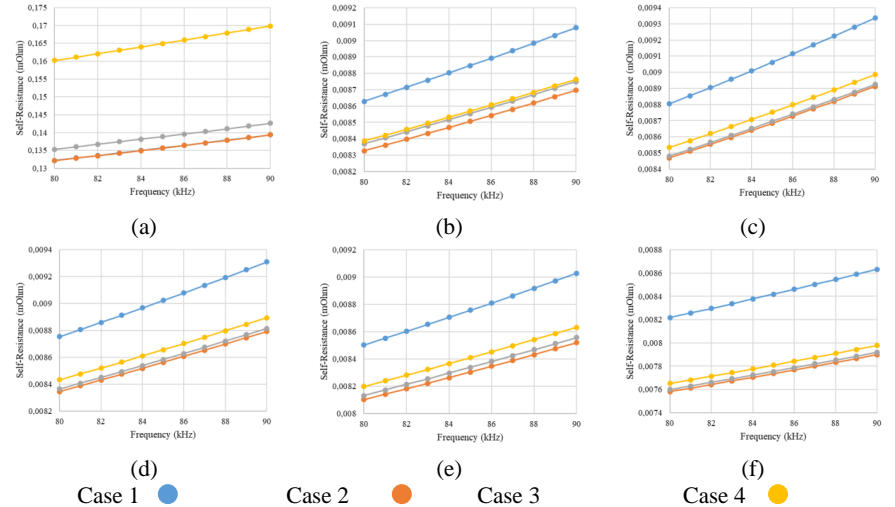 Self-Resistance (mOhm)
0,175
0,17
0,165
0,16
0,155
0,15
0,145
0,14
0,135
0,13
80 82 84 86 88 90
Frequency (kHz)
(a)
Self-Resistance (mOhm)
0,0092
0,0091
0,009
0,0089
0,0088
0,0087
0,0086
0,0085
0,0084
0,0083
0,0082
80 82 84 86 88 90
Frequency (kHz)
(b)
Self-Resistance (mOhm)
0,0094
0,0093
0,0092
0,0091
0,009
0,0089
0,0088
0,0087
0,0086
0,0085
0,0084
80 82 84 86 88 90
Frequency (kHz)
(c)
Self-Resistance (mOhm)
0,0094
0,0092
0,009
0,0088
0,0086
0,0084
0,0082
80 82 84 86 88 90
Frequency (kHz)
(d)
Self-Resistance (mOhm)
0,0092
0,009
0,0088
0,0086
0,0084
0,0082
0,008
80 82 84 86 88 90
Frequency (kHz)
(e)
Self-Resistance (mOhm)
0,0088
0,0086
0,0084
0,0082
0,008
0,0078
0,0076
0,0074
80 82 84 86 88 90
Frequency (kHz)
(f)
Case 1 Case 2 Case 3 Case 4